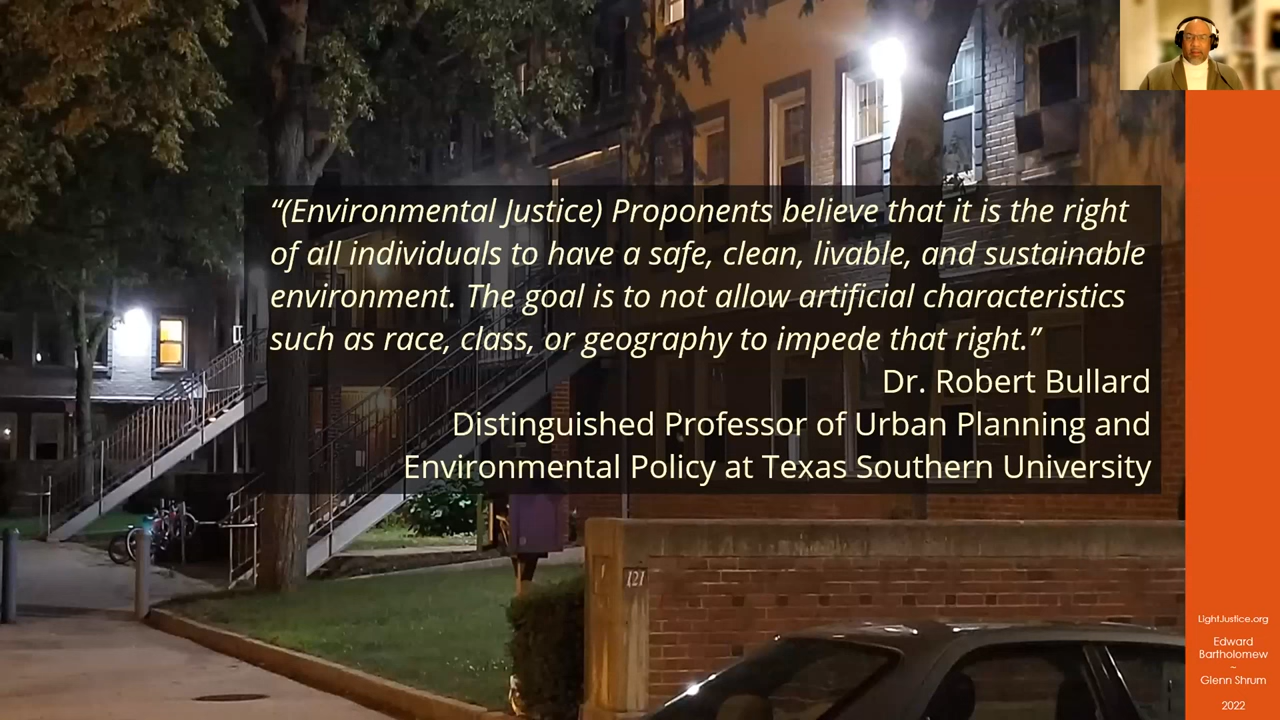 “(Environmental Justice) Proponents believe that it is the right
of all individuals to have a safe, clean, livable, and sustainable
environment. The goal is to not allow artificial characteristics
such as race, class, or geography to impede that right.”
Dr. Robert Bullard
Distinguished Professor of Urban Planning and
Environmental Policy at Texas Southern University
121
LightJustice.org
Edward
Bartholomew
~
Glenn Shrum
2022